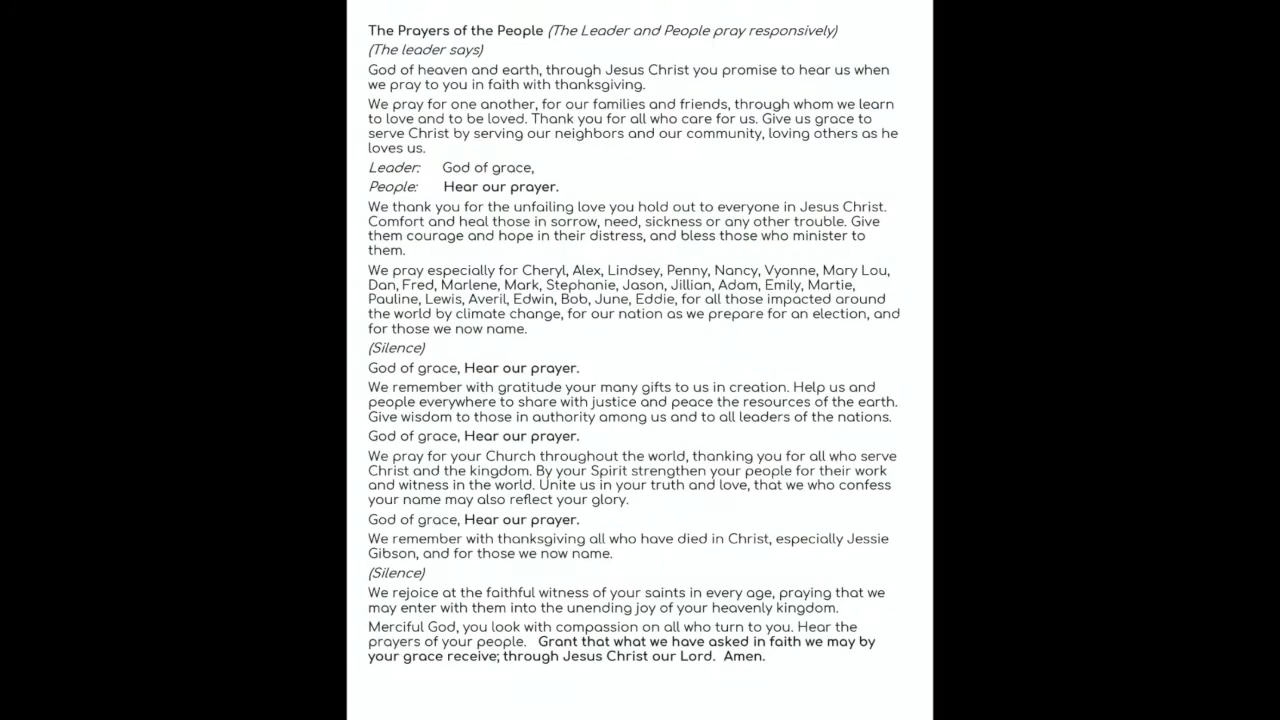 The Prayers of the People (The Leader and People pray responsively)
(The leader says)
God of heaven and earth, through Jesus Christ you promise to hear us when
we pray to you in faith with thanksgiving.
We pray for one another, for our families and friends, through whom we learn
to love and to be loved. Thank you for all who care for us. Give us grace to
serve Christ by serving our neighbors and our community, loving others as he
loves us.
Leader: God of grace,
People: Hear our prayer.
We thank you for the unfailing love you hold out to everyone in Jesus Christ.
Comfort and heal those in sorrow, need, sickness or any other trouble. Give
them courage and hope in their distress, and bless those who minister to
them.
We pray especially for Cheryl, Alex, Lindsey, Penny, Nancy, Vyonne, Mary Lou,
Dan, Fred, Marlene, Mark, Stephanie, Jason, Jillian, Adam, Emily, Martie,
Pauline, Lewis, Averil, Edwin, Bob, June, Eddie, for all those impacted around
the world by climate change, for our nation as we prepare for an election, and
for those we now name.
(Silence)
God of grace, Hear our prayer.
We remember with gratitude your many gifts to us in creation. Help us and
people everywhere to share with justice and peace the resources of the earth.
Give wisdom to those in authority among us and to all leaders of the nations.
God of grace, Hear our prayer.
We pray for your Church throughout the world, thanking you for all who serve
Christ and the kingdom. By your Spirit strengthen your people for their work
and witness in the world. Unite us in your truth and love, that we who confess
your name may also reflect your glory.
God of grace, Hear our prayer.
We remember with thanksgiving all who have died in Christ, especially Jessie
Gibson, and for those we now name.
(Silence)
We rejoice at the faithful witness of your saints in every age, praying that we
may enter with them into the unending joy of your heavenly kingdom.
Merciful God, you look with compassion on all who turn to you. Hear the
prayers of your people. Grant that what we have asked in faith we may by
your grace receive; through Jesus Christ our Lord. Amen.